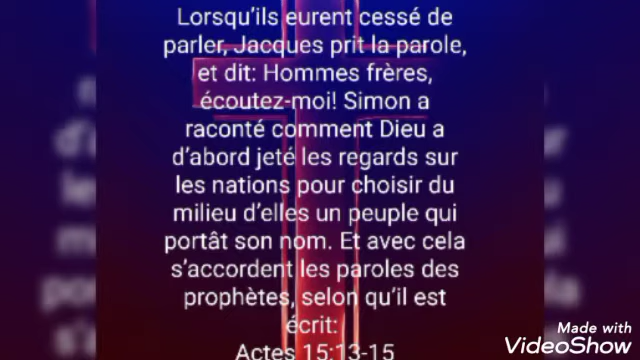 Lorsqu'ils eurent cessé de
parler, Jacques prit la parole,
et dit: Hommes frères,
écoutez-moi! Simon a
raconté comment Dieu a
d'abord jeté les regards sur
les nations pour choisir du
milieu d'elles un peuple qui
portât son nom. Et avec cela
s'accordent les paroles des
prophètes, selon qu'il est
écrit:
Actes 15:13-15
Made with
VideoShow